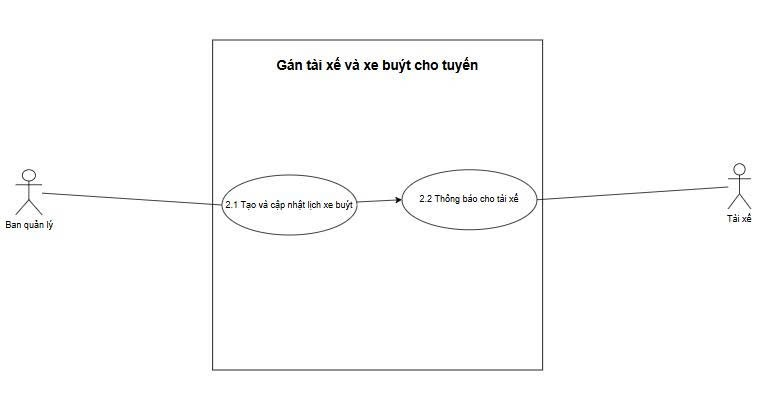 Gán tài xế và xe buýt cho tuyến
2.1 Tạo và cập nhật lịch xe buýt
2.2 Thông báo cho tải xế
Ban quản lý
Tài xế